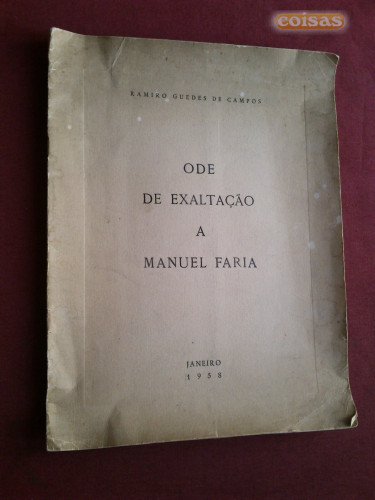 coisas
RAMIRO GUEDES DE CAMPOS
ODE
DE EXALTAÇÃO
A
MANUEL FARIA
JANEIRO
1958